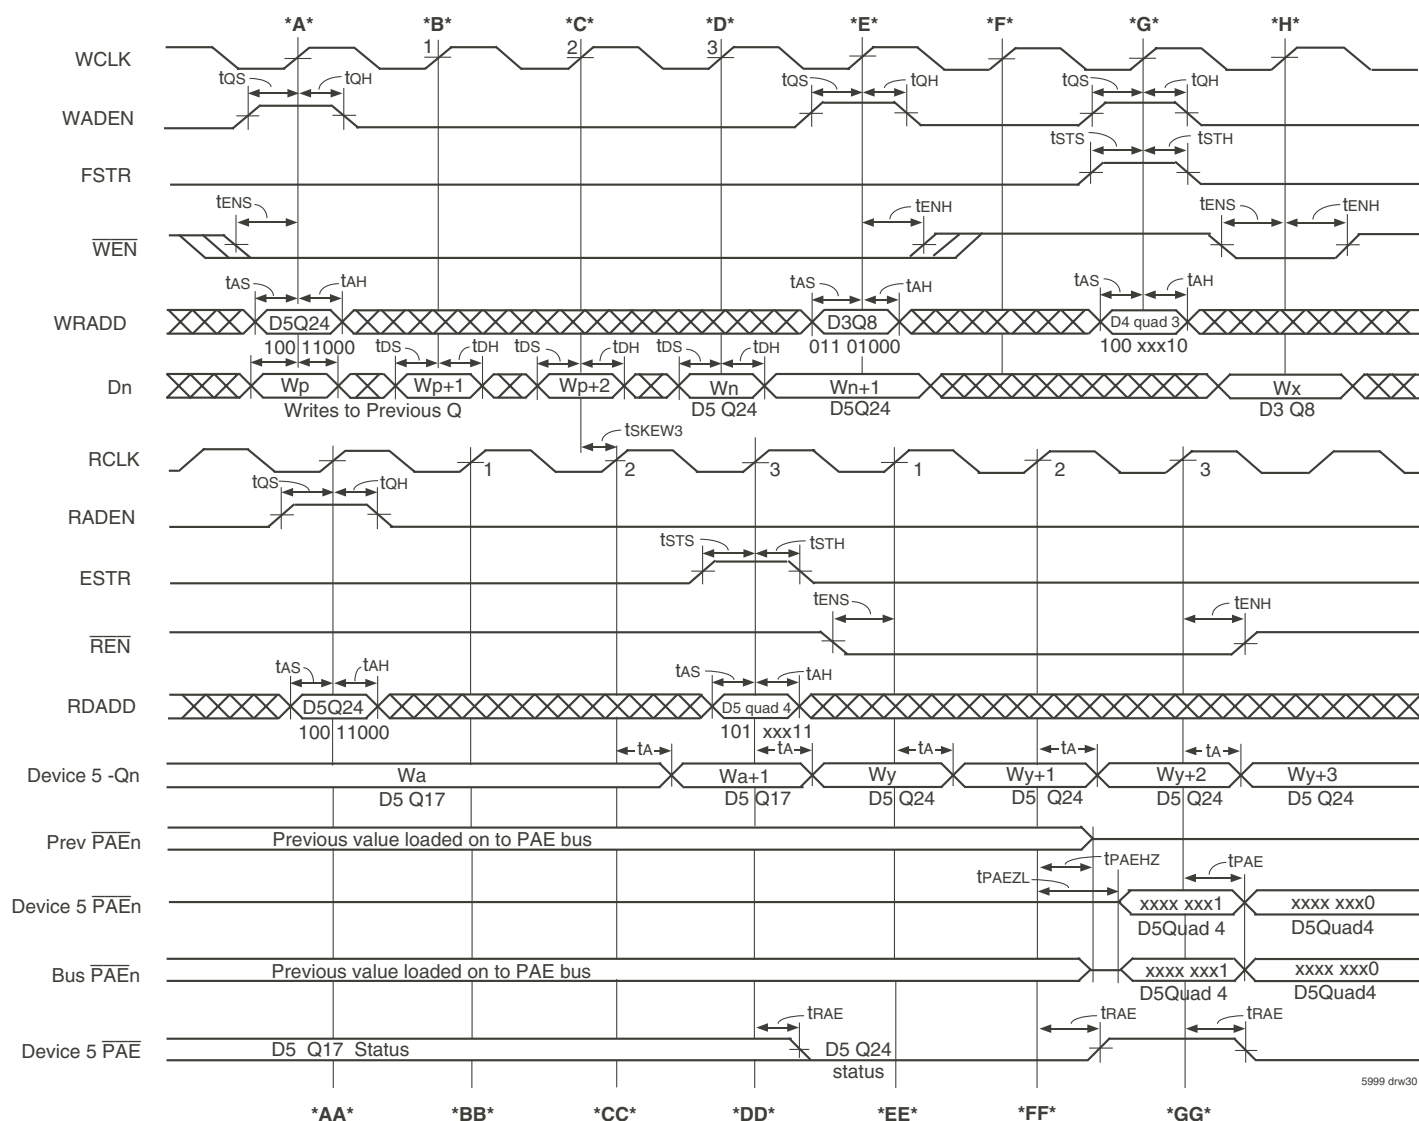 *A* *B* *C* *D* *E* *F* *G* *H*
WCLK 1 2 3
tQS tQH tQS tQH tQS tQH
WADEN
tSTS tSTH
FSTR
tENS tENH tENS tENH
WEN
tAS tAH tAS tAH tAS tAH
WRADD D5Q24 D3Q8 D4 quad 3
100 11000 011 01000 100 xxx10
tDS tDH tDS tDH tDS tDH
Dn Wp Wp+1 Wp+2 Wn Wn+1 Wx
Writes to Previous Q D5 Q24 D5Q24 D3 Q8
tSKEW3
RCLK 1 2 3 1 2 3
tQS tQH
RADEN
tSTS tSTH
ESTR
tENS tENH
REN
tAS tAH tAS tAH
RDADD D5Q24 D5 quad 4
100 11000 101 xxx11
tA tA tA tA tA
Device 5 -Qn Wa Wa+1 Wy Wy+1 Wy+2 Wy+3
D5 Q17 D5 Q17 D5 Q24 D5 Q24 D5 Q24 D5 Q24
Prev PAEn Previous value loaded on to PAE bus
tPAEHZ tPAE
tPAEZL
Device 5 PAEn xxxx xxx1 xxxx xxx0
D5Quad 4 D5Quad4
Bus PAEn Previous value loaded on to PAE bus xxxx xxx1 xxxx xxx0
D5Quad 4 D5Quad4
tRAE tRAE tRAE
Device 5 PAE D5 Q17 Status D5 Q24
status
5999 drw30
*AA* *BB* *CC* *DD* *EE* *FF* *GG*